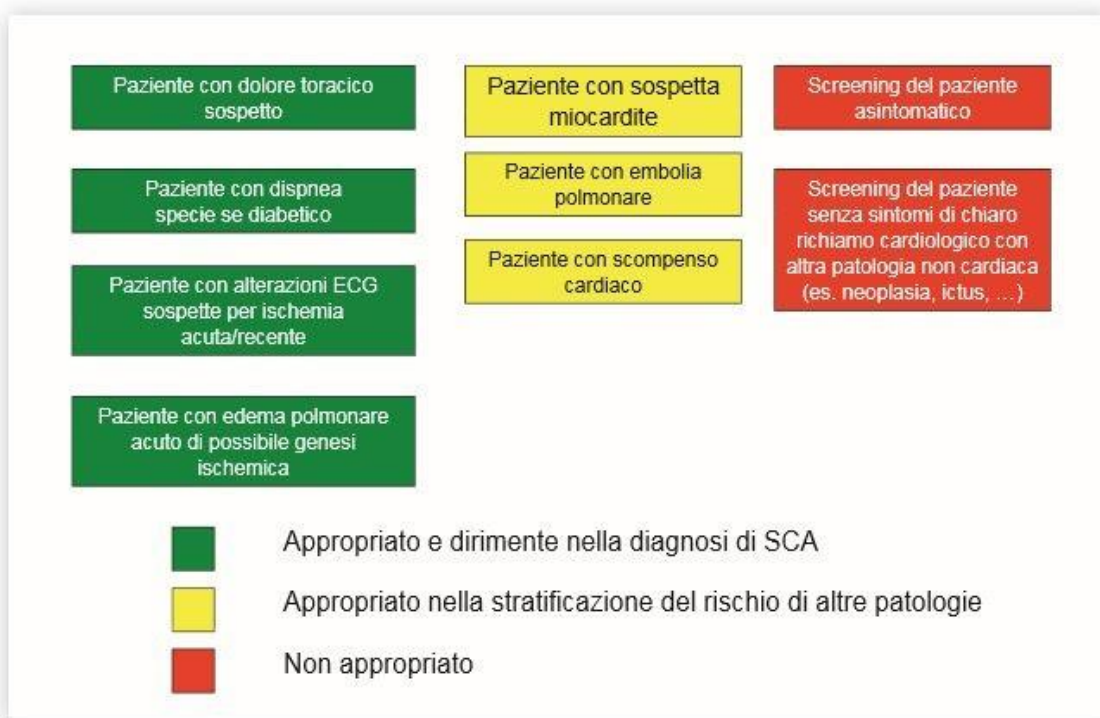 Paziente con dolore toracico
sospetto
Paziente con dispnea
specie se diabetico
Paziente con alterazioni ECG
sospette per ischemia
acuta/recente
Paziente con edema polmonare
acuto di possibile genesi
ischemica
Paziente con sospetta
miocardite
Paziente con embolia
polmonare
Paziente con scompenso
cardiaco
Screening del paziente
asintomatico
Screening del paziente
senza sintomi di chiaro
richiamo cardiologico con
altra patologia non cardiaca
(es. neoplasia, ictus, ...)
Appropriato e dirimente nella diagnosi di SCA
Appropriato nella stratificazione del rischio di altre patologie
Non appropriato